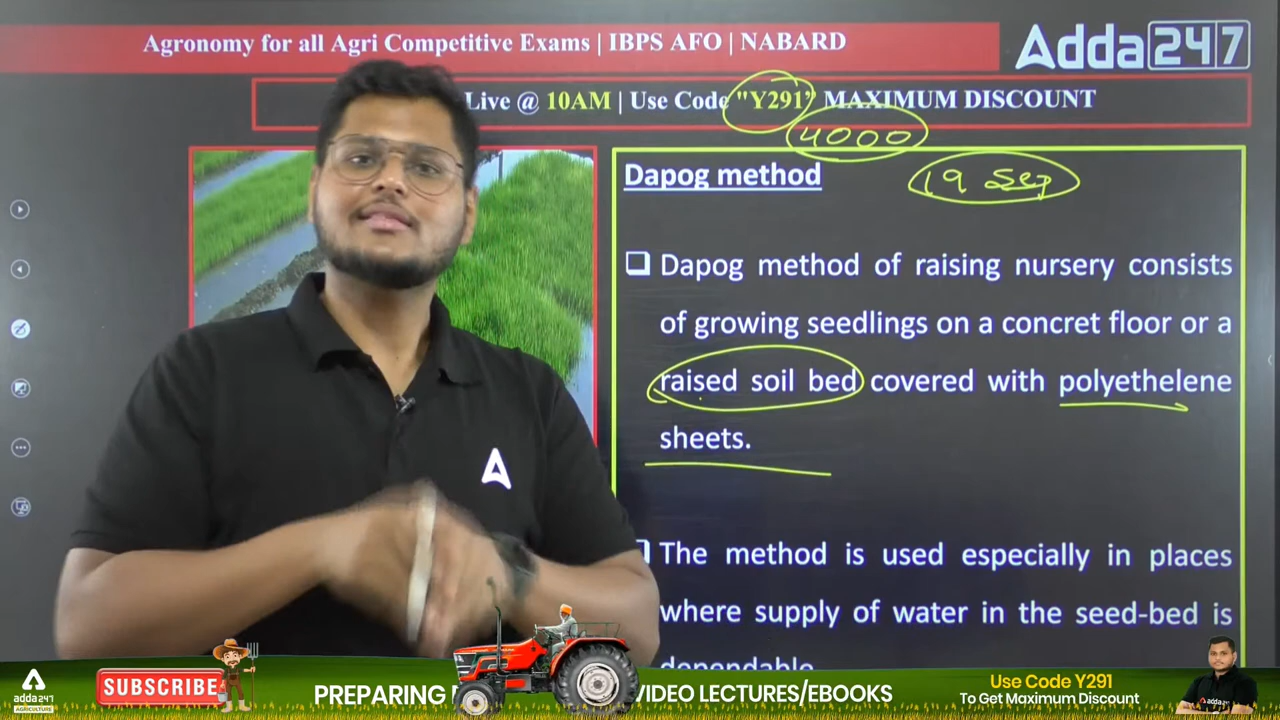 Agronomy for all Agri Competitive Exams | IBPS AFO | NABARD
Adda247
Live @ 10AM | Use Code "Y291" MAXIMUM DISCOUNT
4000
Dapog method
19 Sep
Dapog method of raising nursery consists
of growing seedlings on a concret floor or a
raised soil bed covered with polyethelene
sheets.
The method is used especially in places
where supply of water in the seed-bed is
dependable
A
adda247
AGRICULTURE
SUBSCRIBE
PREPARING
VIDEO LECTURES/EBOOKS
Use Code Y291
To Get Maximum Discount
adda247